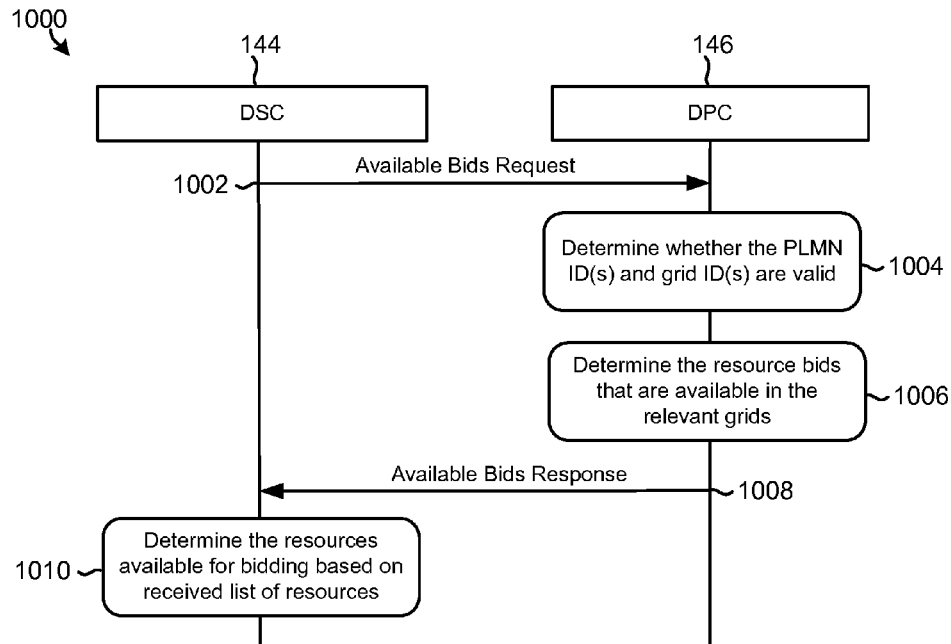 1000
144
146
DSC
DPC
Available Bids Request
1002
Determine whether the PLMN
ID(s) and grid ID(s) are valid
1004
Determine the resource bids
that are available in the
relevant grids
1006
Available Bids Response
1008
Determine the resources
available for bidding based on
received list of resources
1010